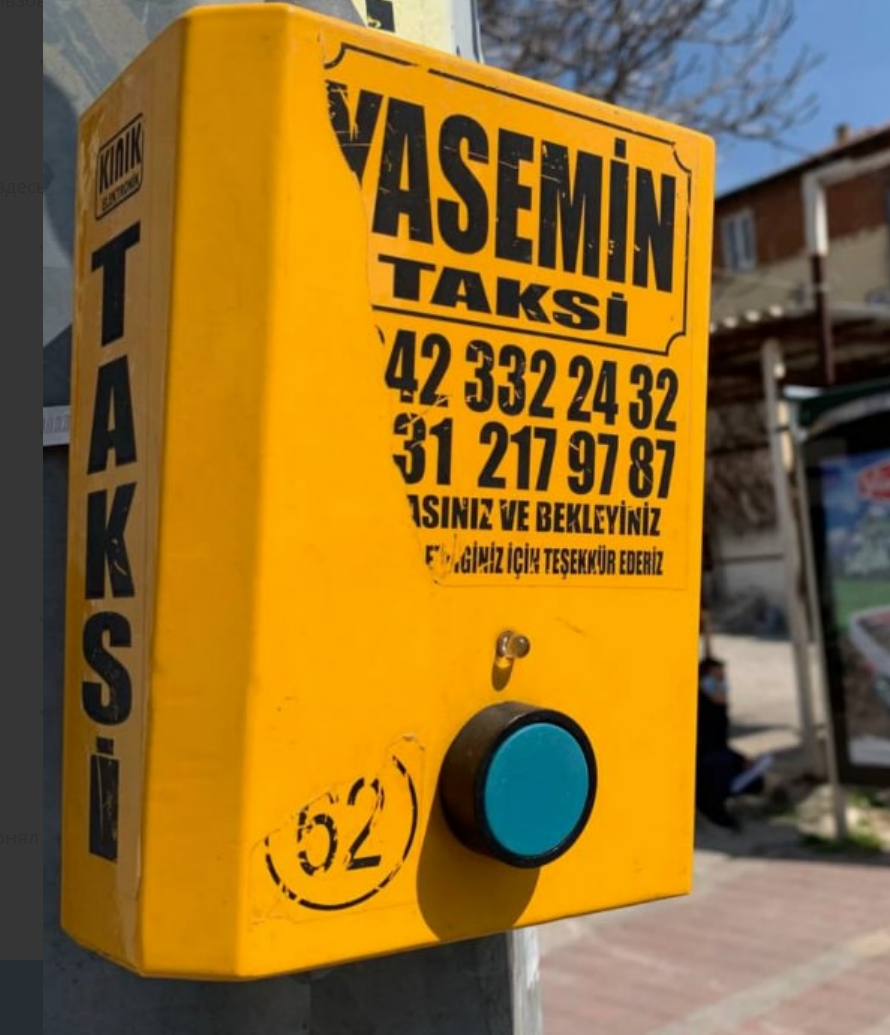 KINIK
ELEKTRONİK
TAKSİ
YASEMİN
TAKSİ
42 332 24 32
31 217 97 87
ASINIZ VE BEKLEYİNİZ
İÇİN TEŞEKKÜR EDERİZ
62